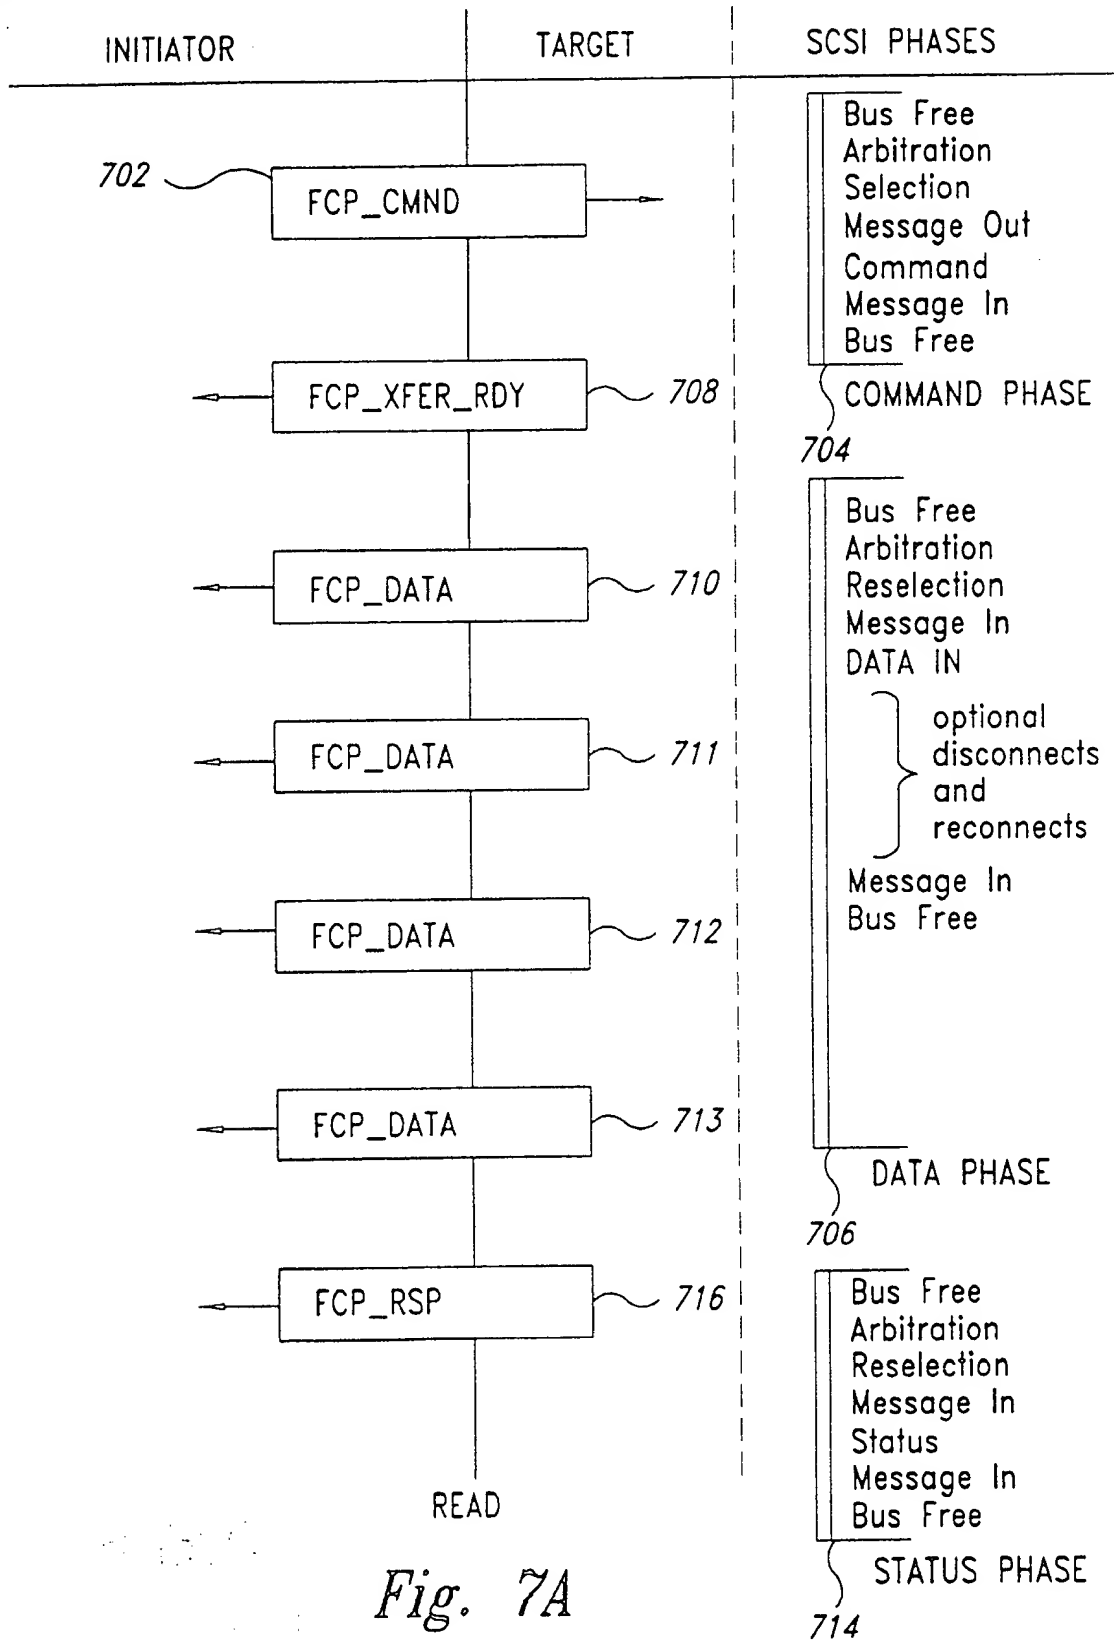 INITIATOR
TARGET
SCSI PHASES
702
FCP_CMND
Bus Free
Arbitration
Selection
Message Out
Command
Message In
Bus Free
COMMAND PHASE
704
FCP_XFER_RDY
708
FCP_DATA
710
FCP_DATA
711
FCP_DATA
712
FCP_DATA
713
Bus Free
Arbitration
Reselection
Message In
DATA IN
optional
disconnects
and
reconnects
Message In
Bus Free
DATA PHASE
706
FCP_RSP
716
Bus Free
Arbitration
Reselection
Message In
Status
Message In
Bus Free
STATUS PHASE
714
READ
Fig. 7A